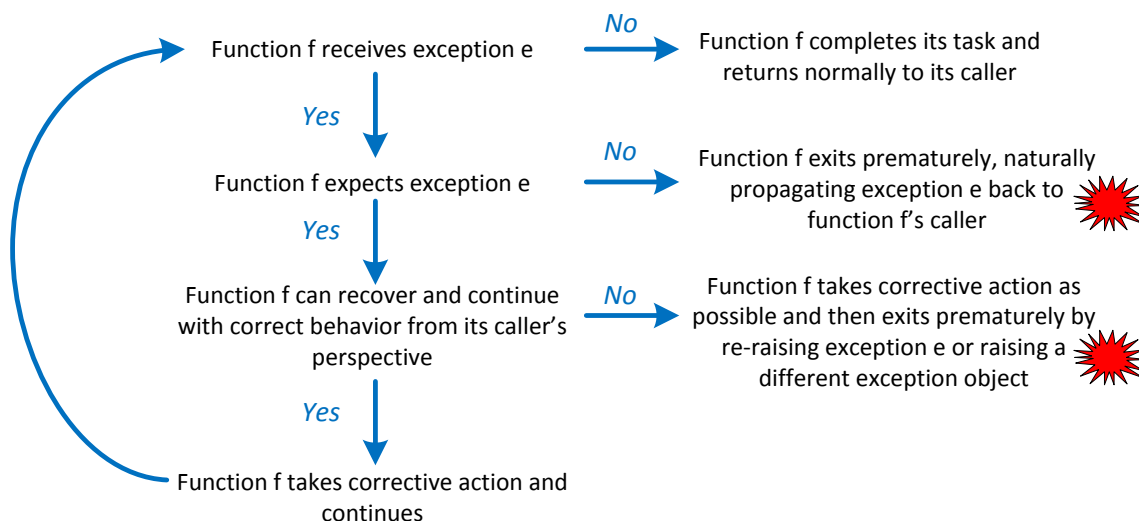 Function f receives exception e
No
Function f completes its task and
returns normally to its caller
Yes
Function f expects exception e
No
Function f exits prematurely, naturally
propagating exception e back to
function f’s caller
Yes
Function f can recover and continue
with correct behavior from its caller’s
perspective
No
Function f takes corrective action as
possible and then exits prematurely by
re-raising exception e or raising a
different exception object
Yes
Function f takes corrective action and
continues